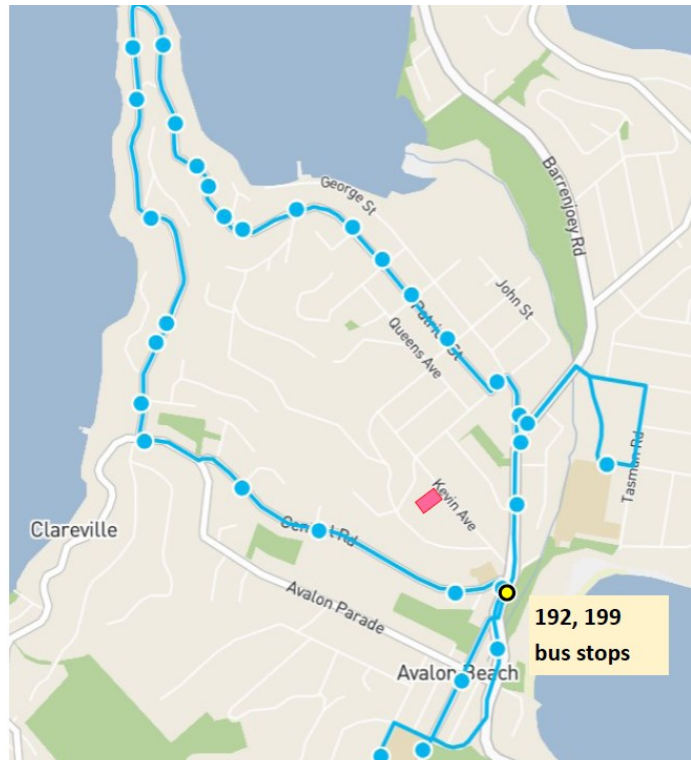 George St
Barrenjoey Rd
John St
Patrick St
Queens Ave
Tasman Rd
Kevin Ave
Clareville
Central Rd
Avalon Parade
192, 199
bus stops
Avalon Beach